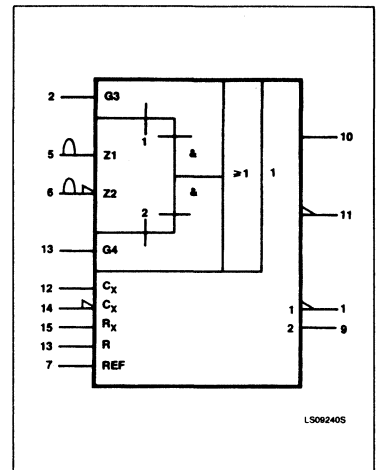 2 G3
1
5 Z1 & 10
≥1 1
6 Z2 & 11
2
13 G4
12 CX
14 CX
15 RX 1 1
13 R 2 9
7 REF
LS09240S